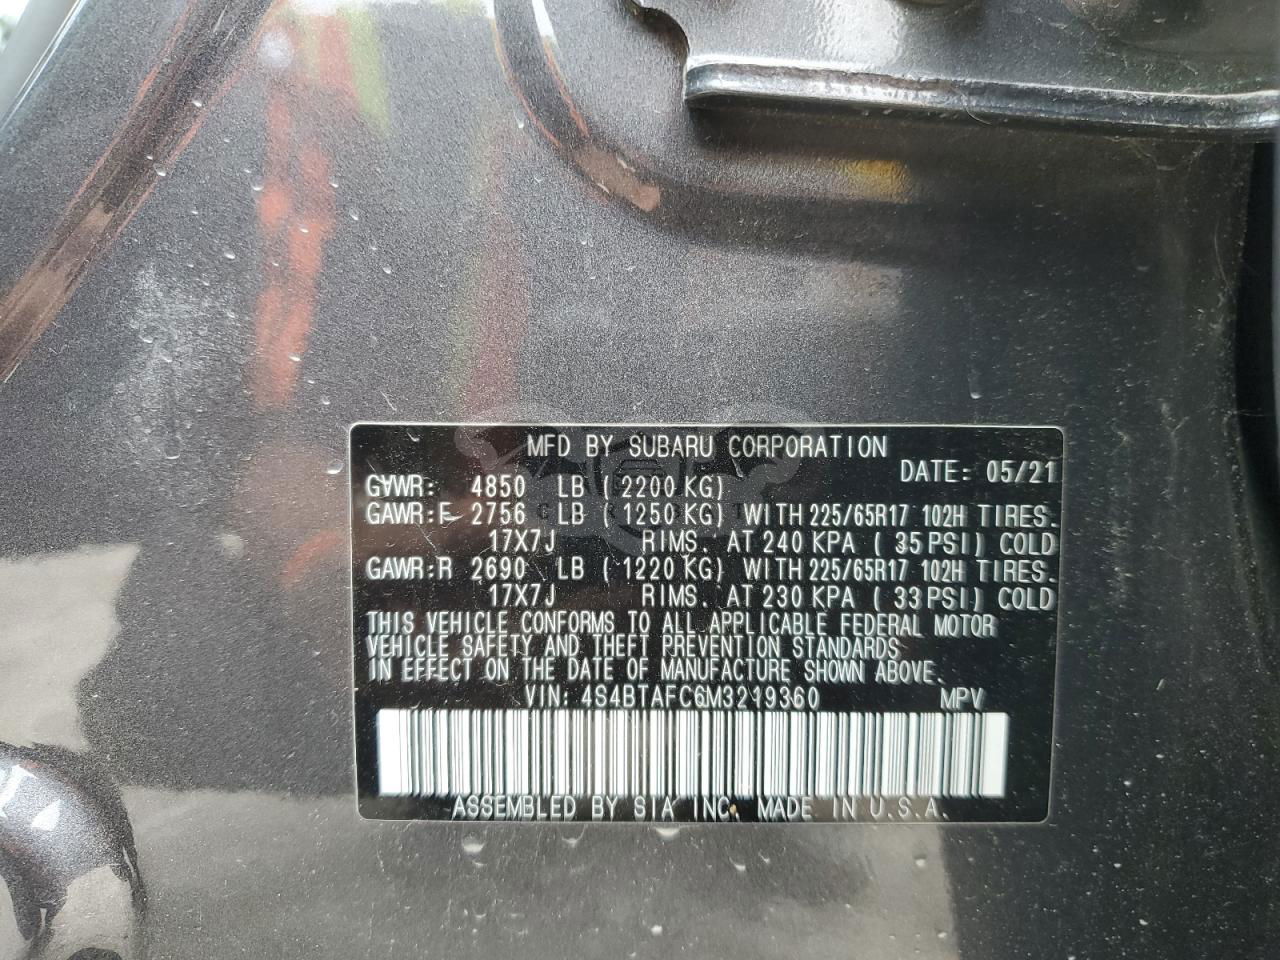 MFD BY SUBARU CORPORATION
DATE: 05/21
GVWR: 4850 LB (2200 KG)
GAWR:F 2756 LB (1250 KG) WITH 225/65R17 102H TIRES.
17X7J RIMS. AT 240 KPA (35 PSI) COLD
GAWR:R 2690 LB (1220 KG) WITH 225/65R17 102H TIRES.
17X7J RIMS. AT 230 KPA (33 PSI) COLD
THIS VEHICLE CONFORMS TO ALL APPLICABLE FEDERAL MOTOR
VEHICLE SAFETY AND THEFT PREVENTION STANDARDS
IN EFFECT ON THE DATE OF MANUFACTURE SHOWN ABOVE.
VIN: 4S4BTAFC6M3219360 MPV
ASSEMBLED BY SIA INC. MADE IN U.S.A.